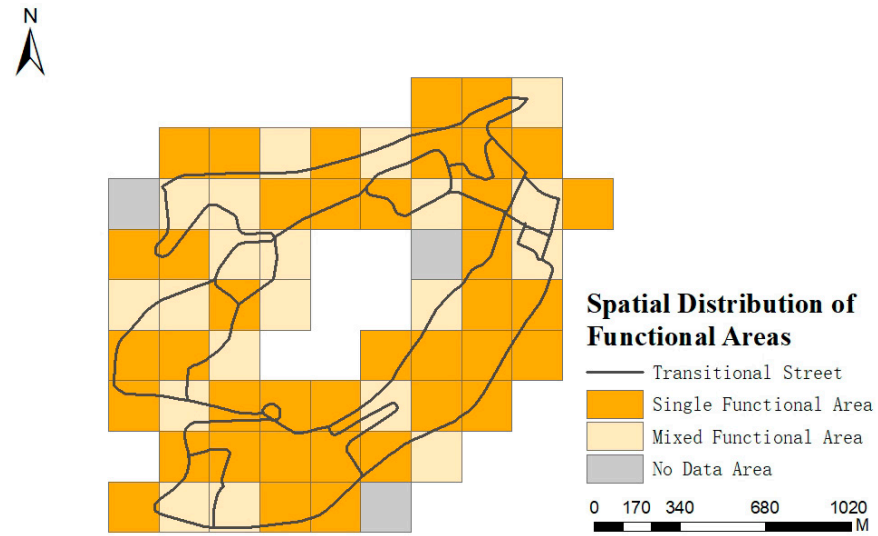 N
Spatial Distribution of
Functional Areas
Transitional Street
Single Functional Area
Mixed Functional Area
No Data Area
0 170 340 680 1020
M